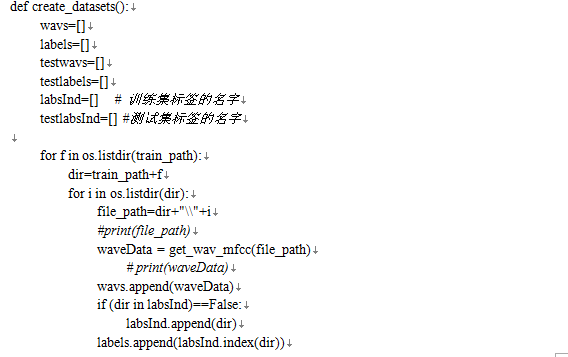 def create_datasets():
wavs=[]
labels=[]
testwavs=[]
testlabels=[]
labsInd=[] # 训练集标签的名字
testlabsInd=[] #测试集标签的名字
for f in os.listdir(train_path):
dir=train_path+f
for i in os.listdir(dir):
file_path=dir+"\\"+i
#print(file_path)
waveData = get_wav_mfcc(file_path)
# print(waveData)
wavs.append(waveData)
if (dir in labsInd)==False:
labsInd.append(dir)
labels.append(labsInd.index(dir))